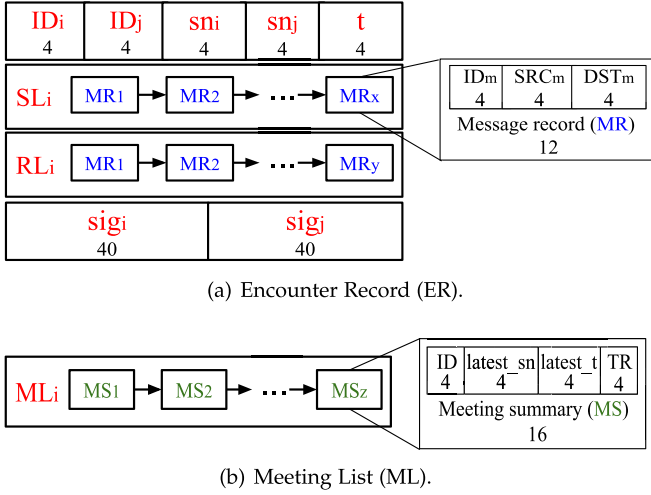 IDi IDj sni snj t
4 4 4 4 4
SLi MR1 MR2 ... MRx
IDm SRCm DSTm
4 4 4
Message record (MR)
12
RLi MR1 MR2 ... MRy
sigi sigj
40 40
(a) Encounter Record (ER).
MLi MS1 MS2 ... MSz
ID latest_sn latest_t TR
4 4 4 4
Meeting summary (MS)
16
(b) Meeting List (ML).